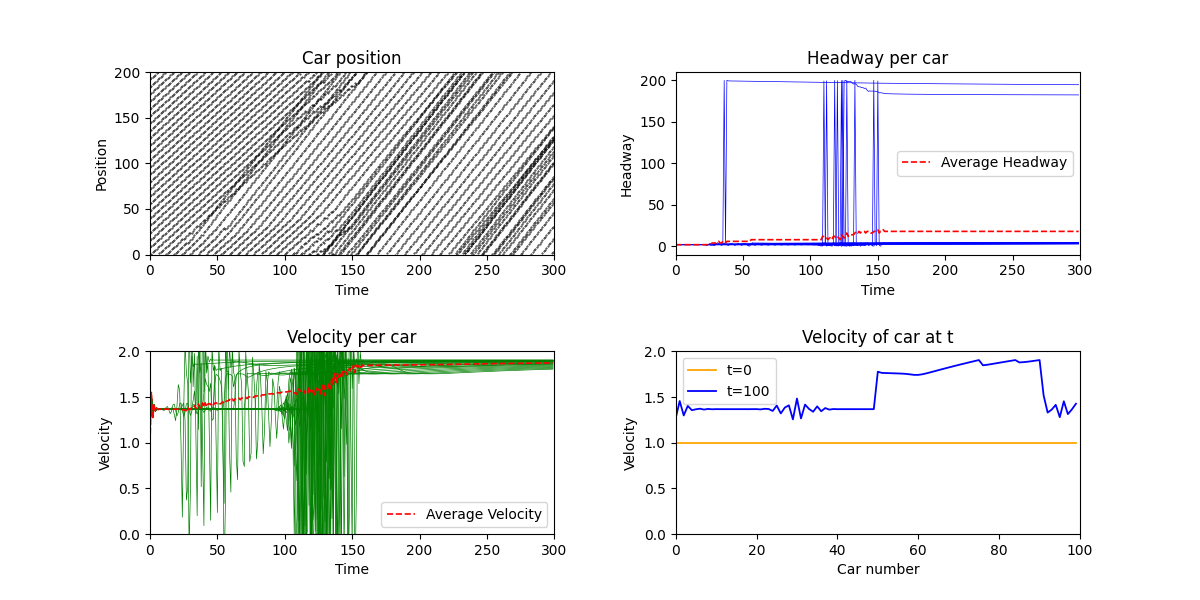 Car position
200
150
100
50
0
Position
0 50 100 150 200 250 300
Time
Headway per car
200
150
100
50
0
Headway
Average Headway
0 50 100 150 200 250 300
Time
Velocity per car
2.0
1.5
1.0
0.5
0.0
Velocity
Average Velocity
0 50 100 150 200 250 300
Time
Velocity of car at t
2.0
1.5
1.0
0.5
0.0
Velocity
t=0
t=100
0 20 40 60 80 100
Car number